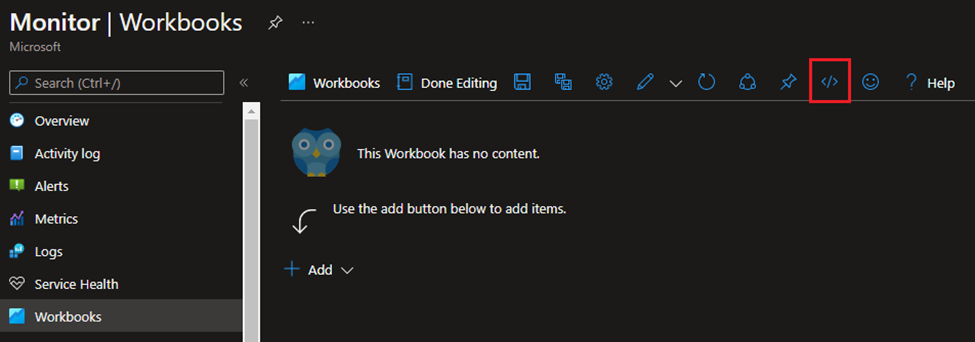 Monitor | Workbooks
Microsoft
Search (Ctrl+/)
Overview
Activity log
Alerts
Metrics
Logs
Service Health
Workbooks
Workbooks Done Editing </> ? Help
This Workbook has no content.
Use the add button below to add items.
+ Add